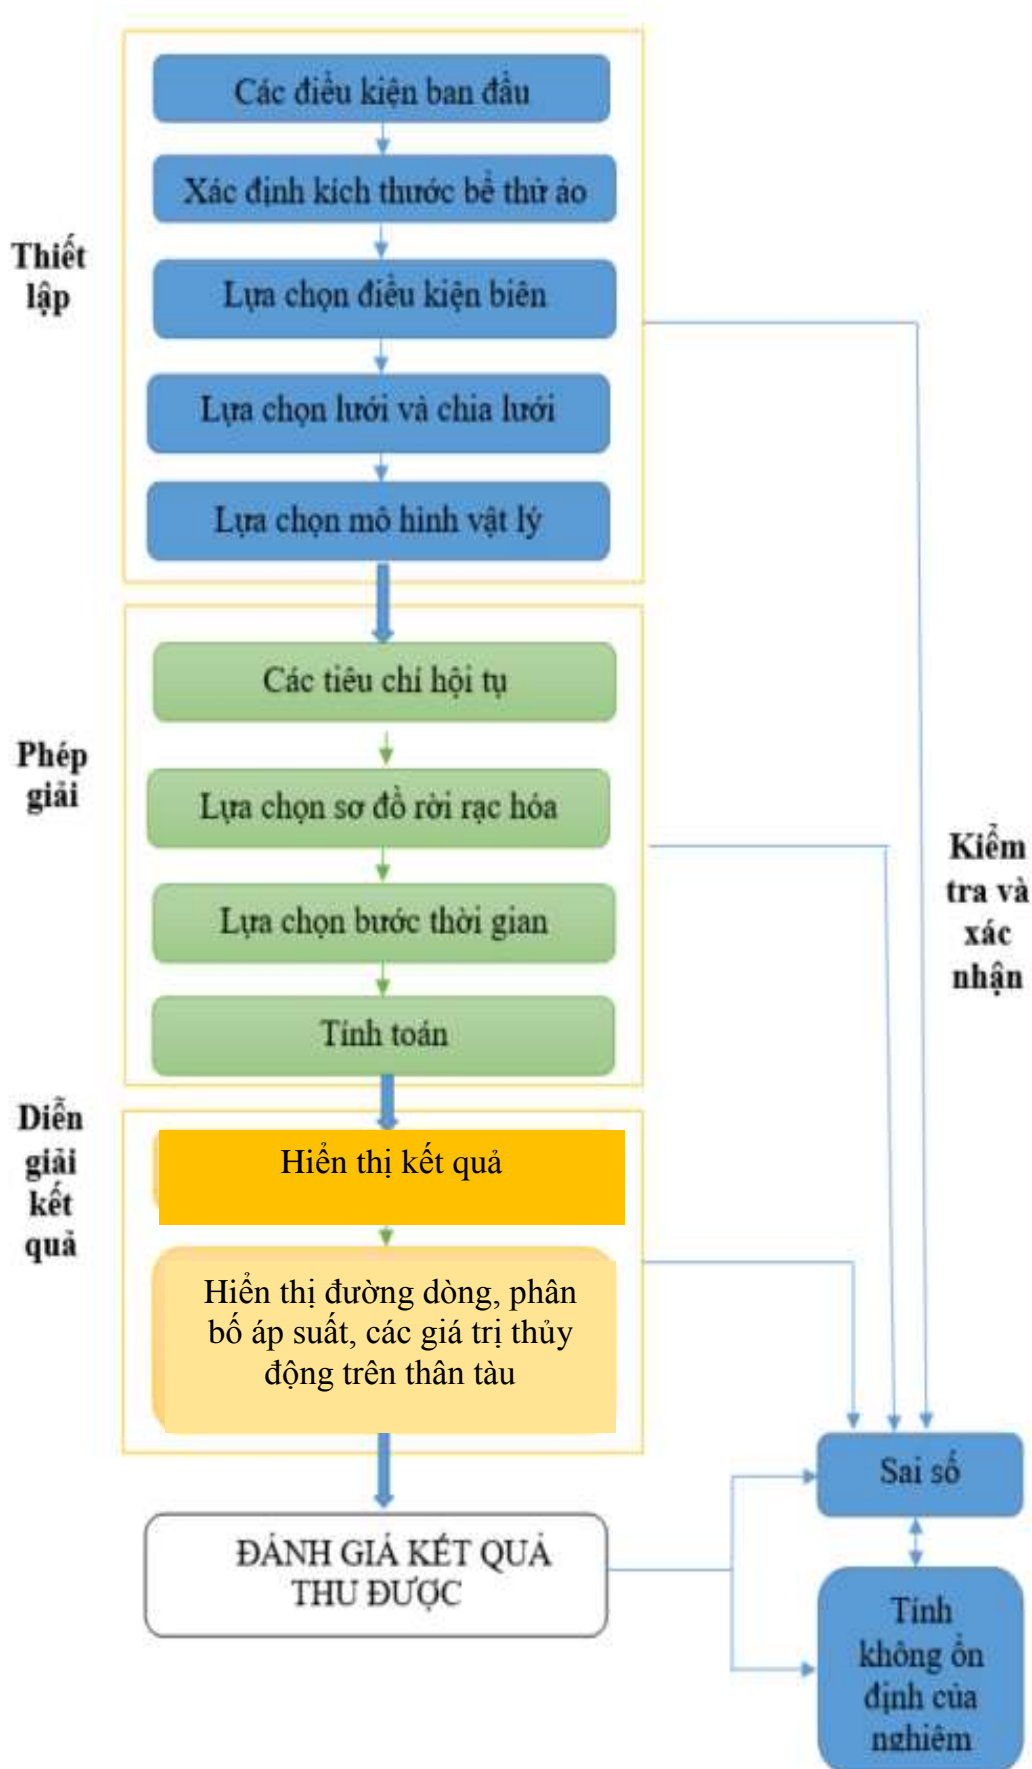 Thiết
lập
Các điều kiện ban đầu
Xác định kích thước bể thử ảo
Lựa chọn điều kiện biên
Lựa chọn lưới và chia lưới
Lựa chọn mô hình vật lý
Phép
giải
Các tiêu chí hội tụ
Lựa chọn sơ đồ rời rạc hóa
Lựa chọn bước thời gian
Tính toán
Kiểm
tra và
xác
nhận
Diễn
giải
kết
quả
Hiển thị kết quả
Hiển thị đường dòng, phân
bố áp suất, các giá trị thủy
động trên thân tàu
ĐÁNH GIÁ KẾT QUẢ
THU ĐƯỢC
Sai số
Tính
không ổn
định của
nghiệm